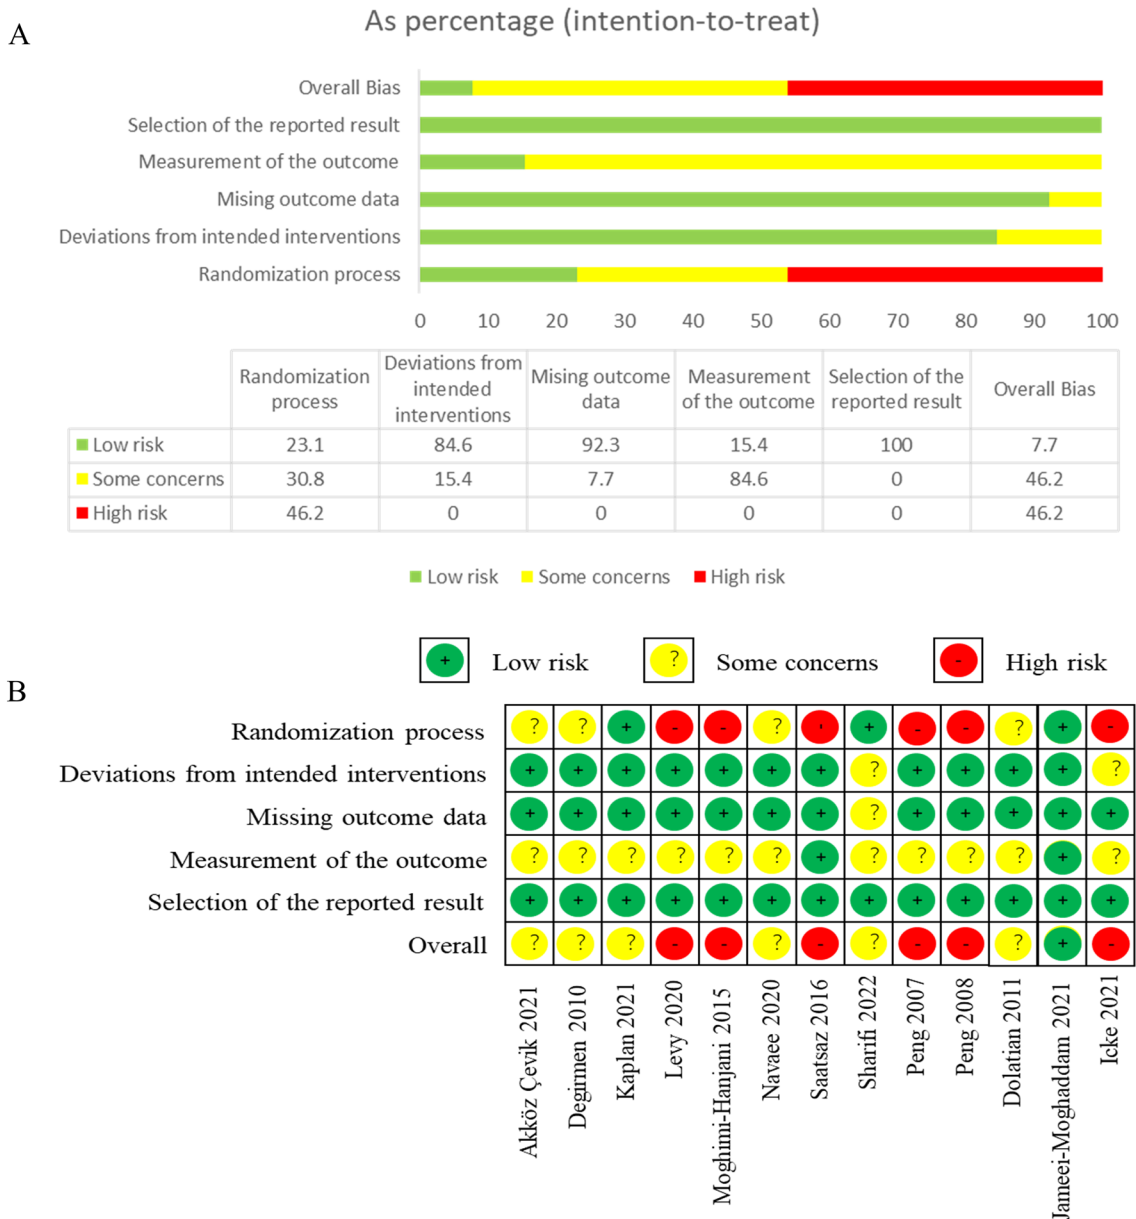 A
As percentage (intention-to-treat)
Overall Bias
Selection of the reported result
Measurement of the outcome
Mising outcome data
Deviations from intended interventions
Randomization process
0 10 20 30 40 50 60 70 80 90 100
Randomization process
Deviations from intended interventions
Mising outcome data
Measurement of the outcome
Selection of the reported result
Overall Bias
Low risk 23.1 84.6 92.3 15.4 100 7.7
Some concerns 30.8 15.4 7.7 84.6 0 46.2
High risk 46.2 0 0 0 0 46.2
Low risk Some concerns High risk
+ Low risk ? Some concerns - High risk
B
Randomization process ? ? + - - ? - + - - ? + -
Deviations from intended interventions + + + + + + + ? + + + + ?
Missing outcome data + + + + + + + ? + + + + +
Measurement of the outcome ? ? ? ? ? ? + ? ? ? ? + ?
Selection of the reported result + + + + + + + + + + + + +
Overall ? ? ? - - ? - ? - - ? + -
Akköz Çevik 2021
Degirmen 2010
Kaplan 2021
Levy 2020
Moghimi-Hanjani 2015
Navaee 2020
Saatsaz 2016
Sharifi 2022
Peng 2007
Peng 2008
Dolatian 2011
Jameei-Moghaddam 2021
Icke 2021